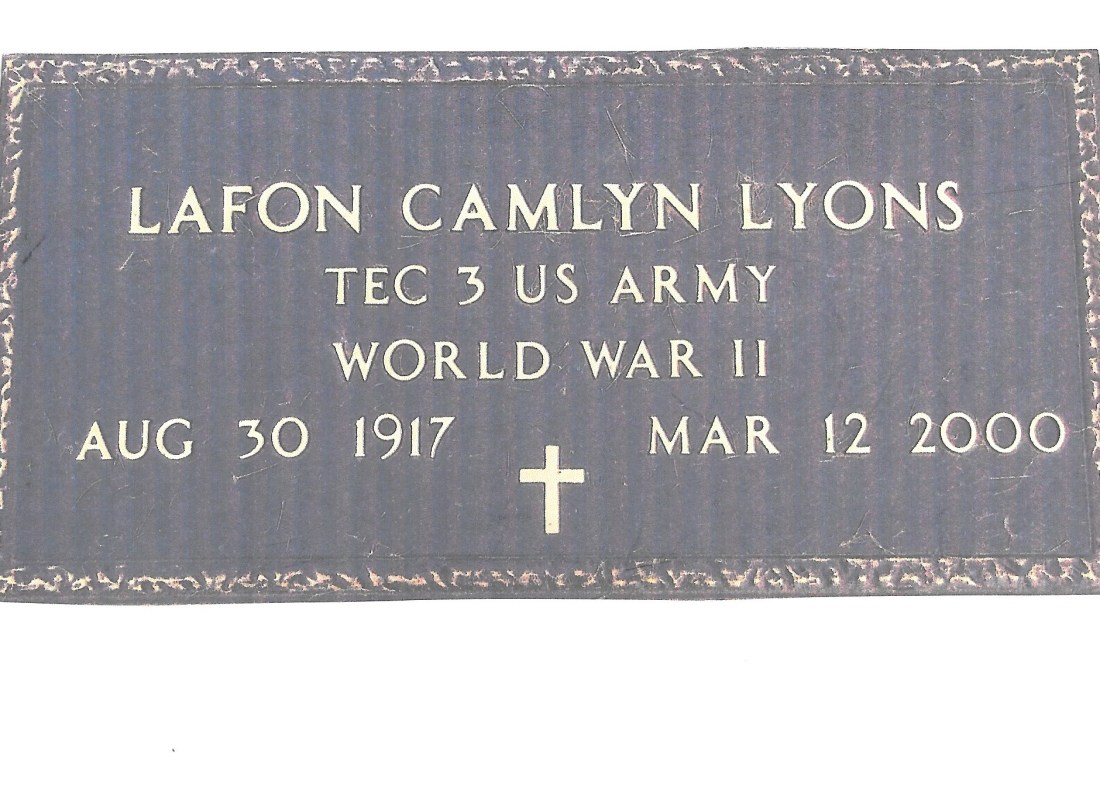 LAFON CAMLYN LYONS
TEC 3 US ARMY
WORLD WAR II
AUG 30 1917 MAR 12 2000